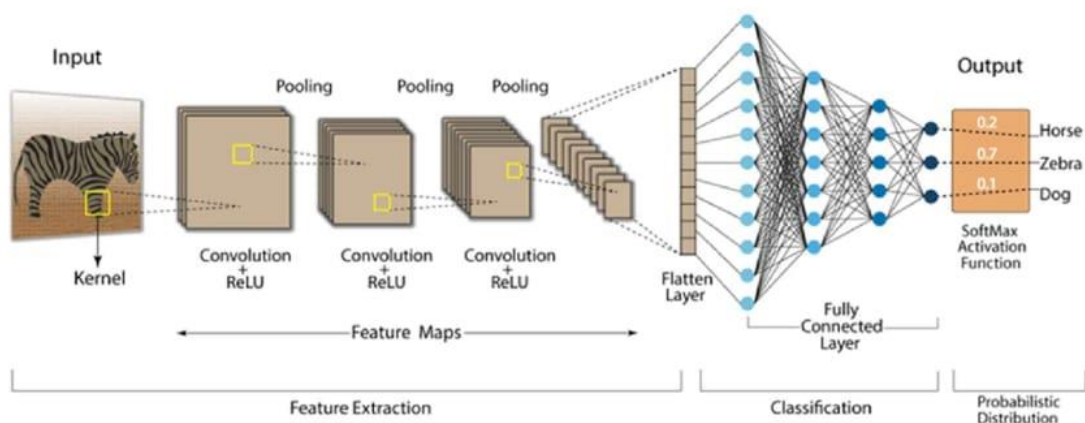 Input
Kernel
Pooling
Pooling
Pooling
Convolution
+
ReLU
Convolution
+
ReLU
Convolution
+
ReLU
Feature Maps
Flatten
Layer
Fully
Connected
Layer
Output
0.2
0.7
0.1
Horse
Zebra
Dog
SoftMax
Activation
Function
Feature Extraction
Classification
Probabilistic
Distribution